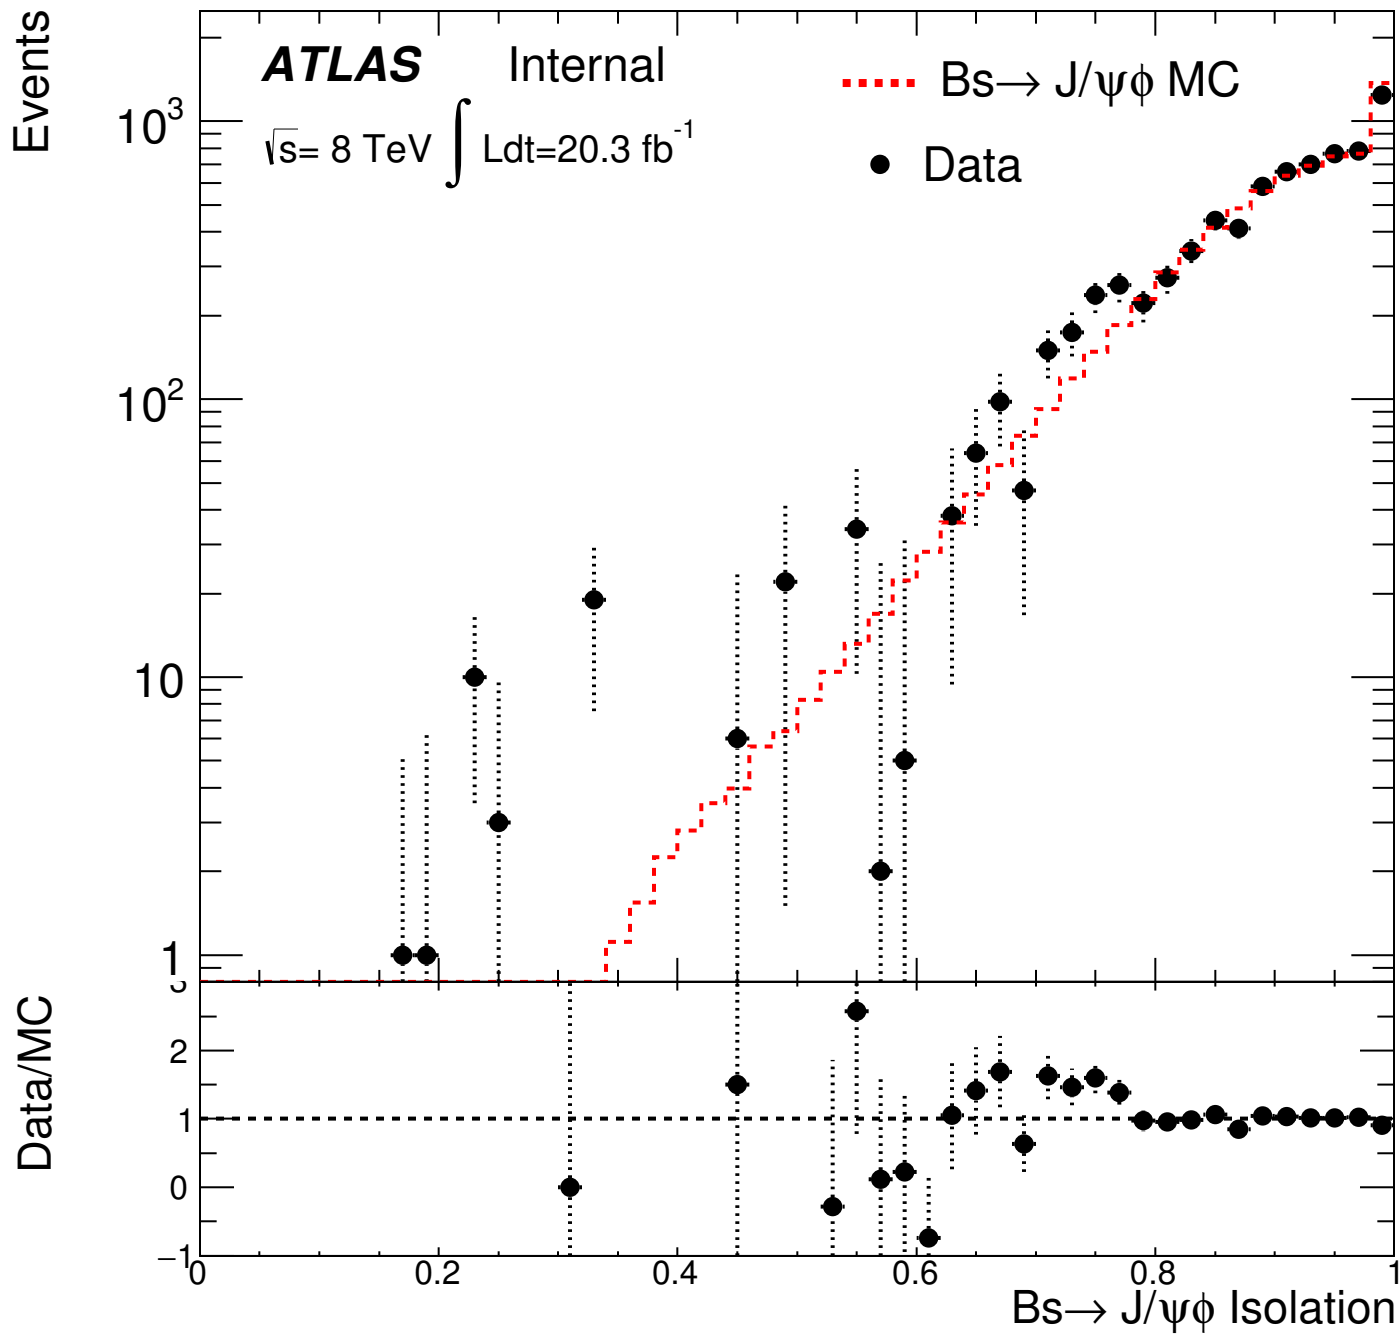 Events
ATLAS Internal
√s= 8 TeV ∫ Ldt=20.3 fb⁻¹
Bs→ J/ψϕ MC
Data
10³
10²
10
1
Data/MC
3
2
1
0
−1
0 0.2 0.4 0.6 0.8 1
Bs→ J/ψϕ Isolation